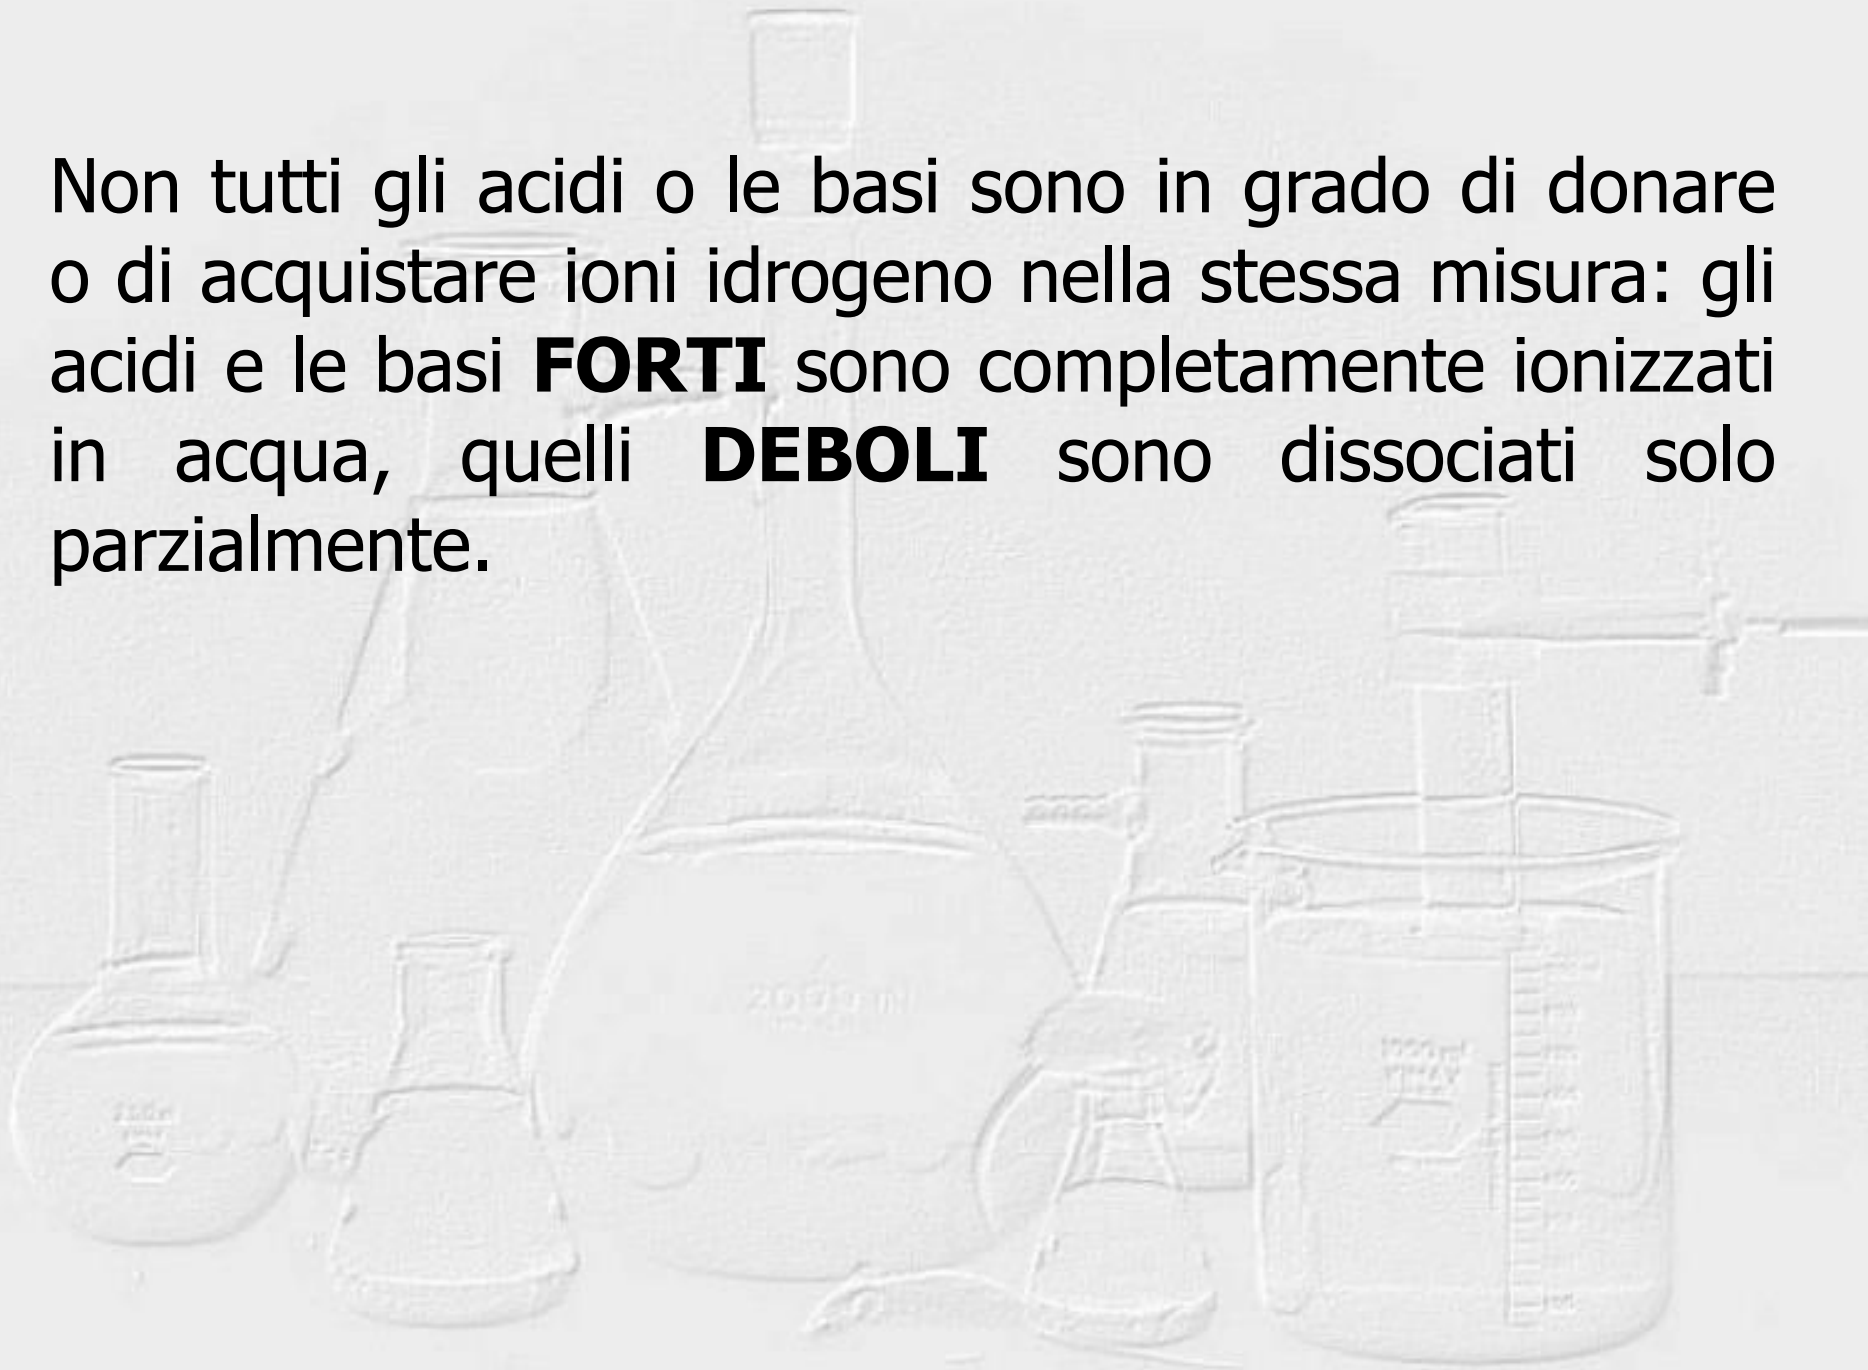 Non tutti gli acidi o le basi sono in grado di donare
o di acquistare ioni idrogeno nella stessa misura: gli
acidi e le basi FORTI sono completamente ionizzati
in acqua, quelli DEBOLI sono dissociati solo
parzialmente.